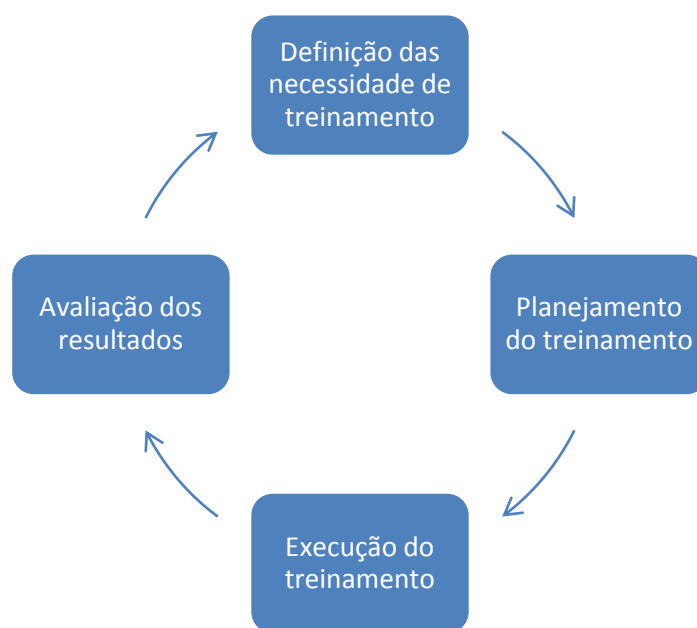 Definição das
necessidade de
treinamento
Planejamento
do treinamento
Execução do
treinamento
Avaliação dos
resultados